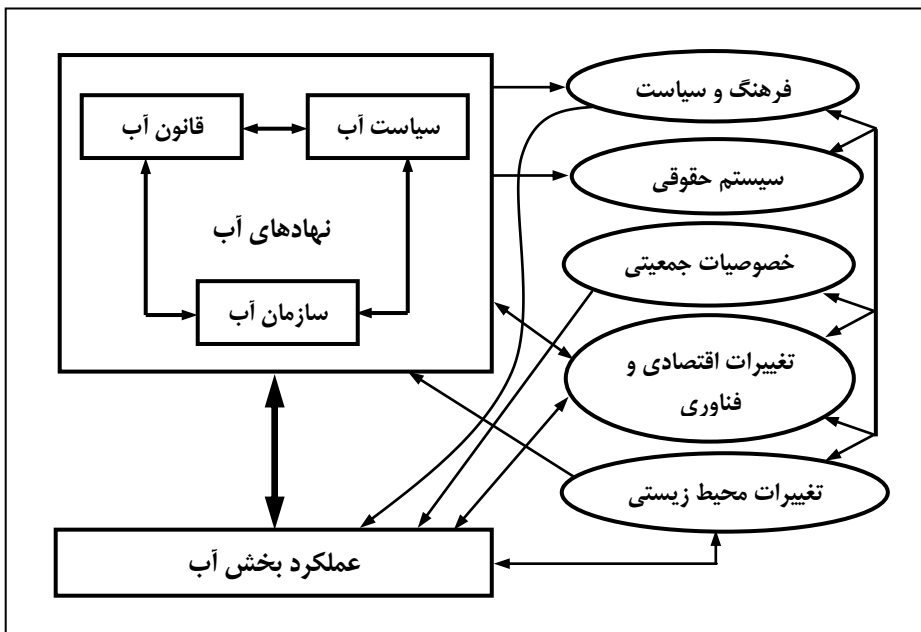 فرهنگ و سیاست
سیاست آب
قانون آب
سیستم حقوقی
نهادهای آب
خصوصیات جمعیتی
سازمان آب
تغییرات اقتصادی و
فناوری
تغییرات محیط زیستی
عملکرد بخش آب